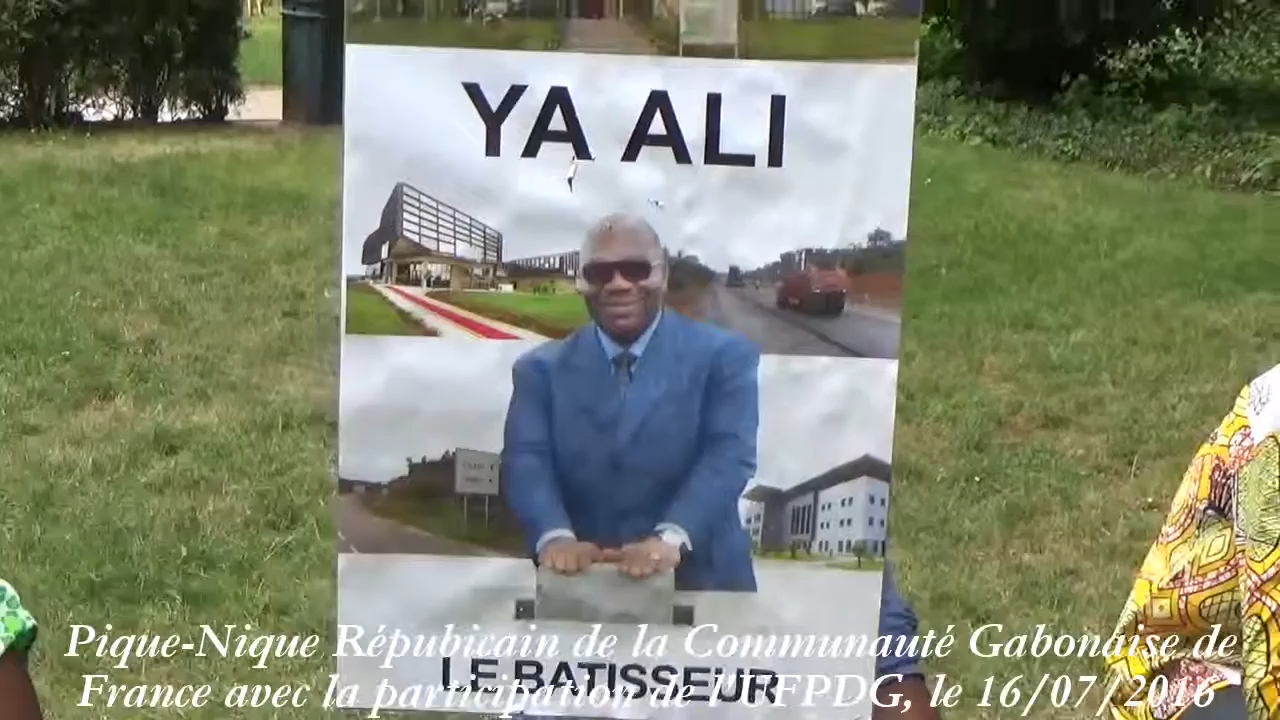 YA ALI
Pique-Nique Répubicain de la Communauté Gabonaise de
LE BATISSEUR
France avec la participation de l'UFPDG, le 16/07/2016